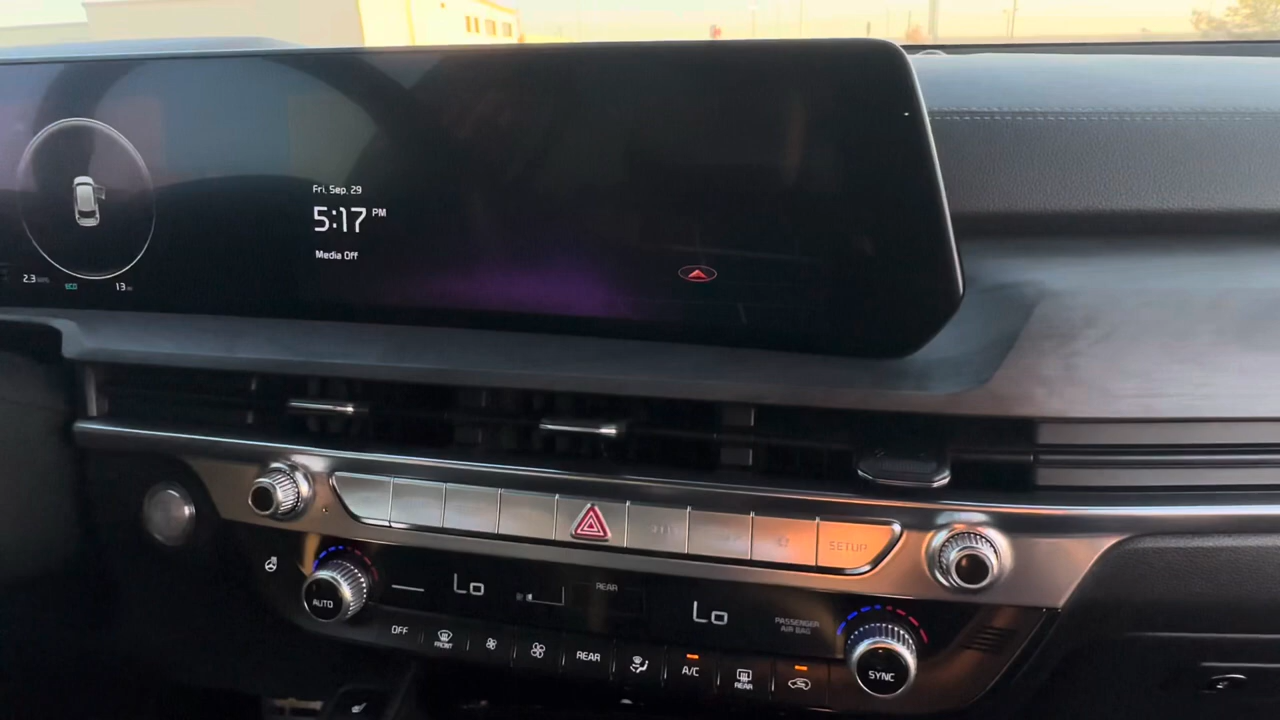 Fri, Sep. 29
5:17 PM
Media Off
2.3
ECO
13
SETUP
AUTO
Lo
REAR
Lo
PASSENGER
AIR BAG
OFF
FRONT
REAR
A/C
REAR
SYNC